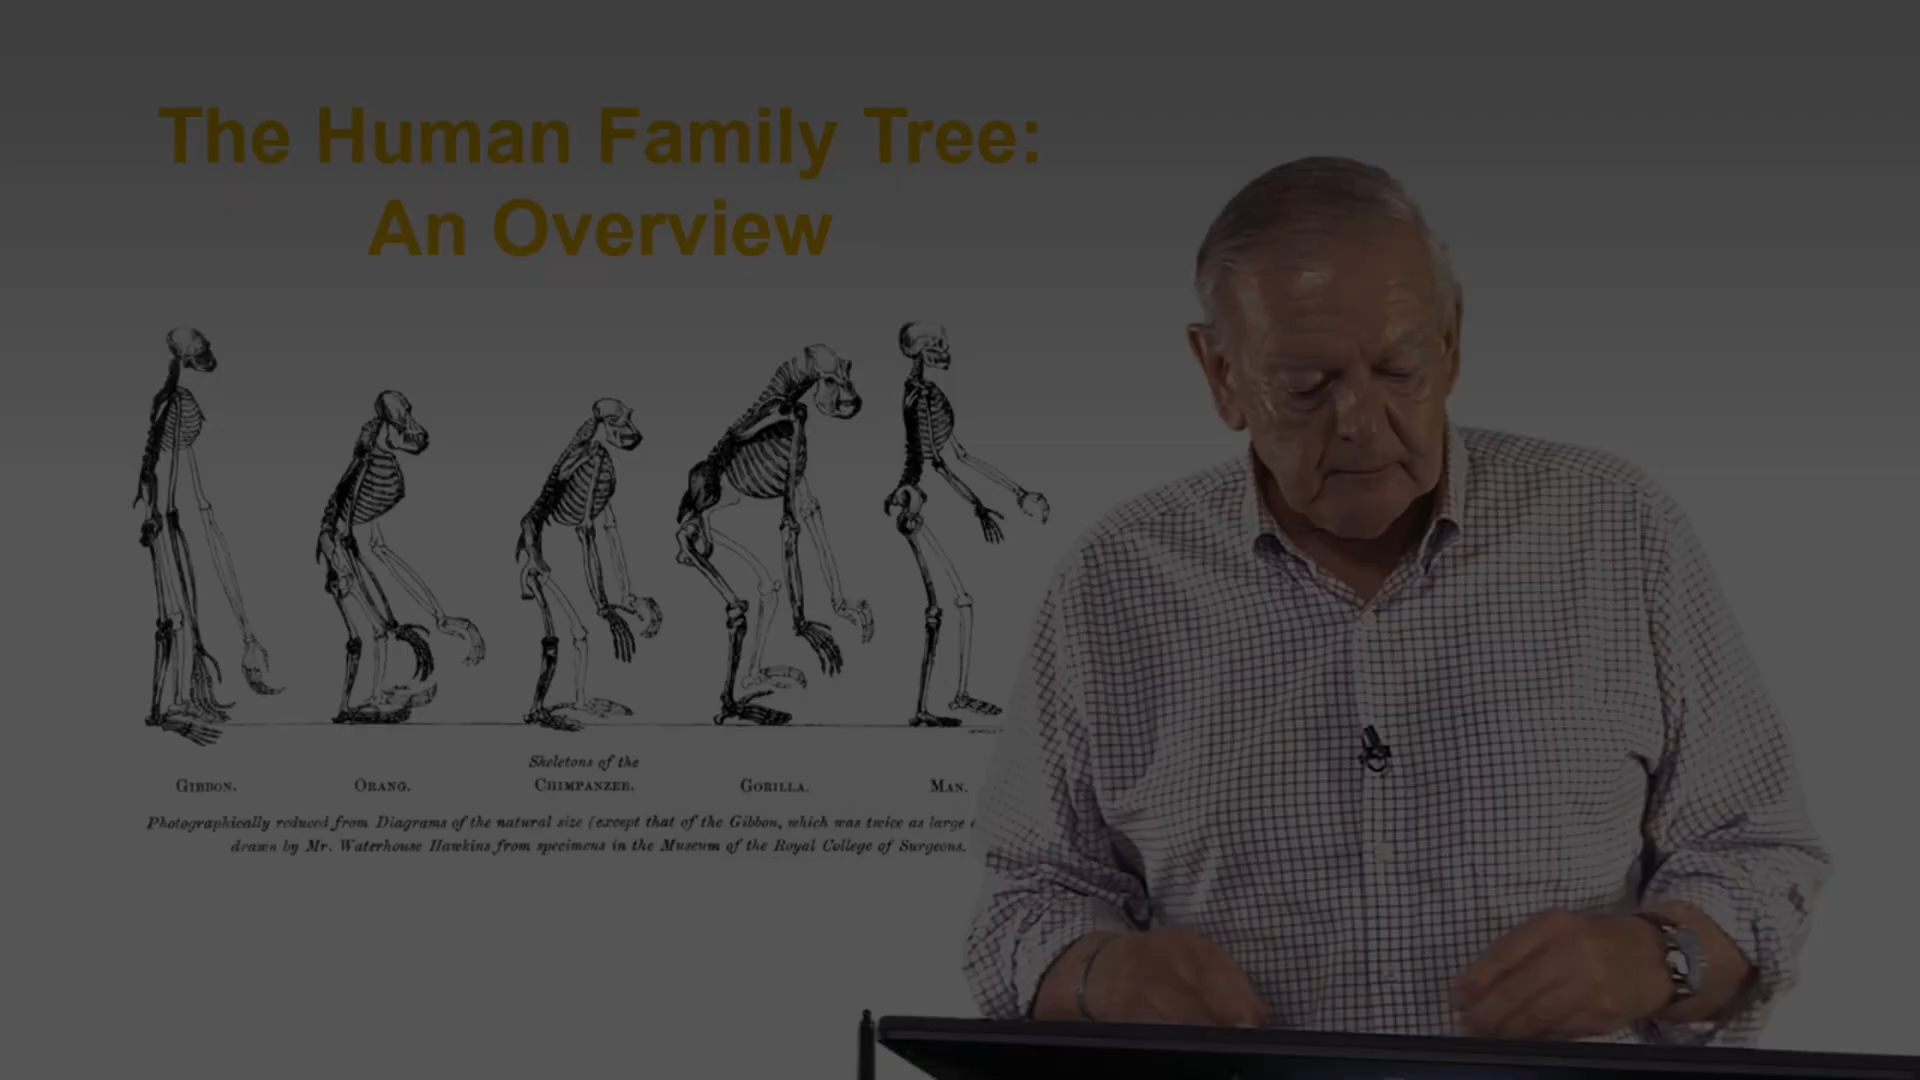 The Human Family Tree:
An Overview
Skeletons of the
GIBBON. ORANG. CHIMPANZEE. GORILLA. MAN.
Photographically reduced from Diagrams of the natural size (except that of the Gibbon, which was twice as large
drawn by Mr. Waterhouse Hawkins from specimens in the Museum of the Royal College of Surgeons.